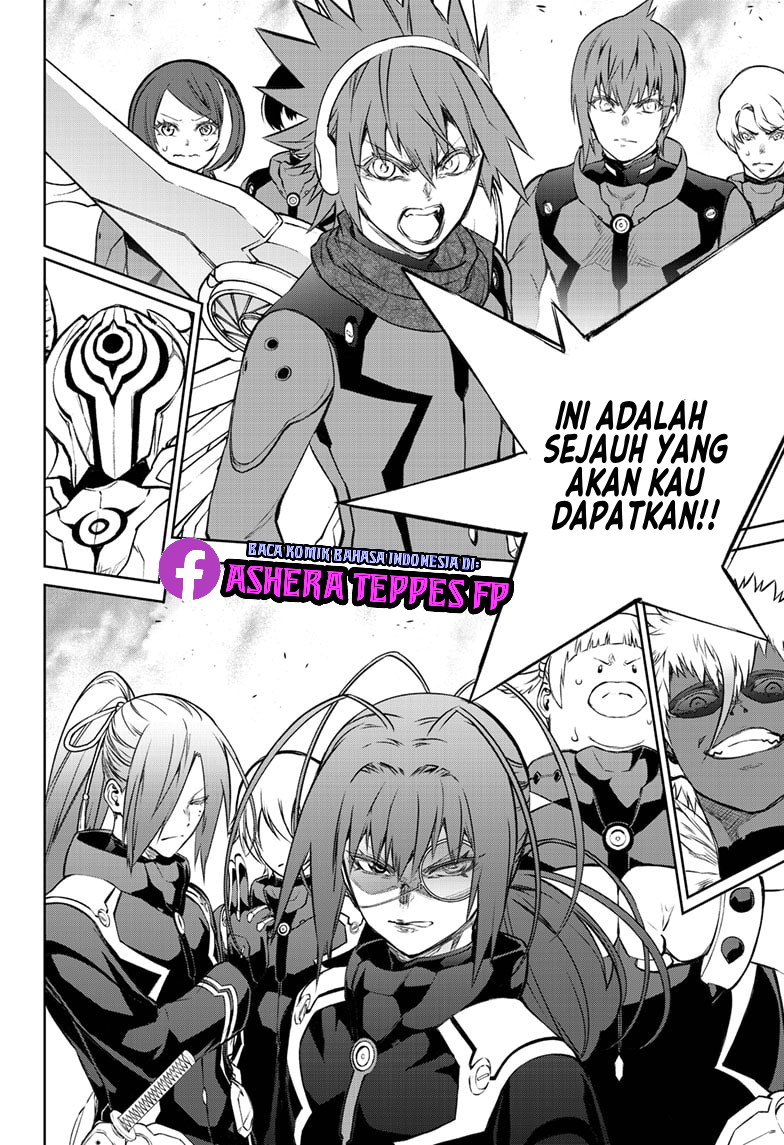 INI ADALAH
SEJAUH YANG
AKAN KAU
DAPATKAN!!
BACA KOMIK BAHASA INDONESIA DI:
ASHERA TEPPES FP